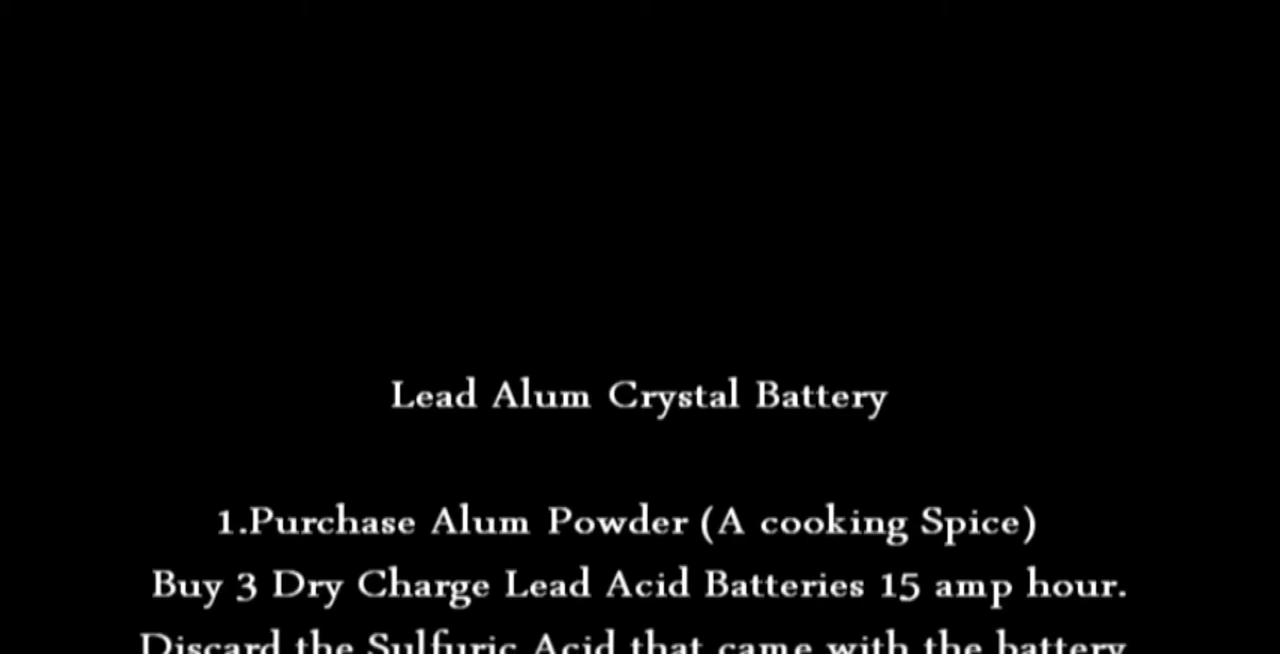 Lead Alum Crystal Battery
1.Purchase Alum Powder (A cooking Spice)
Buy 3 Dry Charge Lead Acid Batteries 15 amp hour.
Discard the Sulfuric Acid that came with the battery